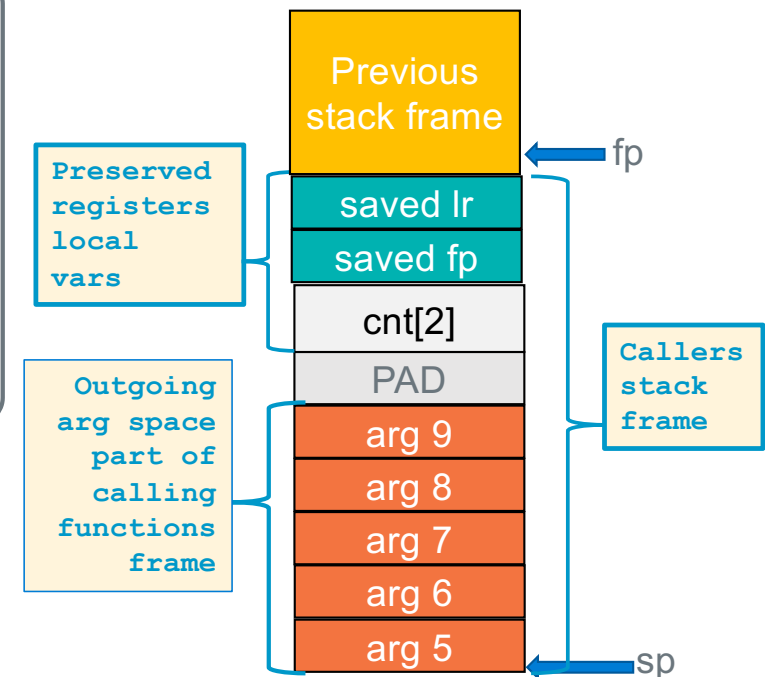 Previous
stack frame
fp
Preserved
registers
local
vars
saved lr
saved fp
cnt[2]
PAD
Callers
stack
frame
Outgoing
arg space
part of
calling
functions
frame
arg 9
arg 8
arg 7
arg 6
arg 5
sp